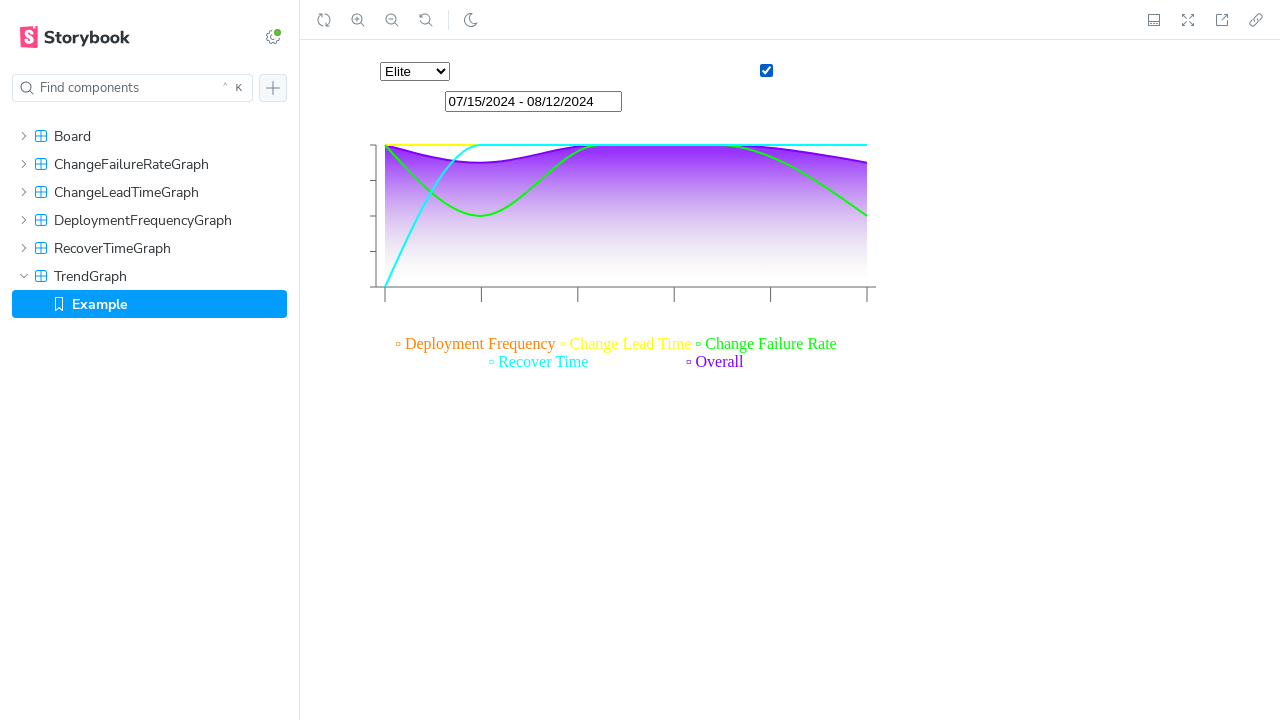 Storybook
Find components
^ K
Board
ChangeFailureRateGraph
ChangeLeadTimeGraph
DeploymentFrequencyGraph
RecoverTimeGraph
TrendGraph
Example
Elite
07/15/2024 - 08/12/2024
Deployment Frequency Change Lead Time Change Failure Rate
Recover Time Overall